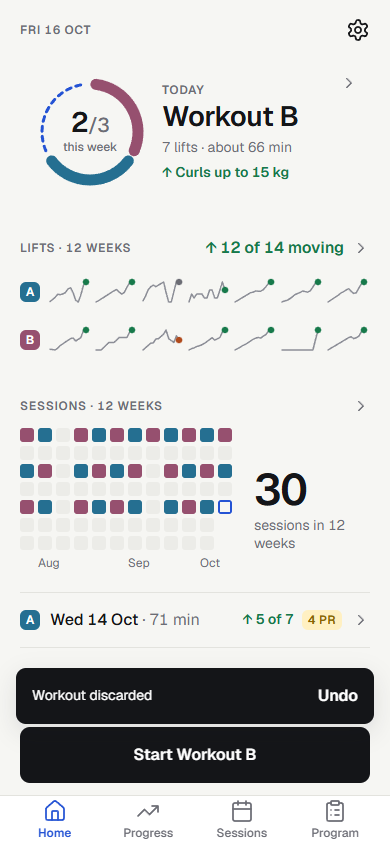 FRI 16 OCT
2/3
this week
TODAY
Workout B
7 lifts · about 66 min
↑ Curls up to 15 kg
LIFTS · 12 WEEKS
↑ 12 of 14 moving
A
B
SESSIONS · 12 WEEKS
30
sessions in 12
weeks
Aug Sep Oct
A Wed 14 Oct · 71 min ↑ 5 of 7 4 PR
Workout discarded Undo
Start Workout B
Home Progress Sessions Program